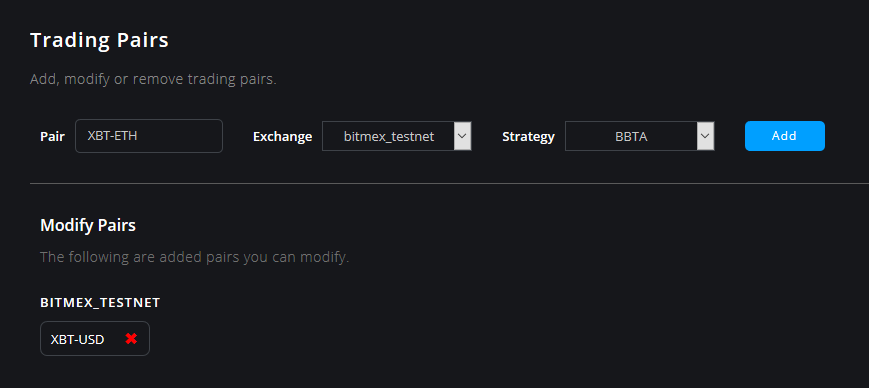 Trading Pairs
Add, modify or remove trading pairs.
Pair XBT-ETH Exchange bitmex_testnet Strategy BBTA Add
Modify Pairs
The following are added pairs you can modify.
BITMEX_TESTNET
XBT-USD ✖